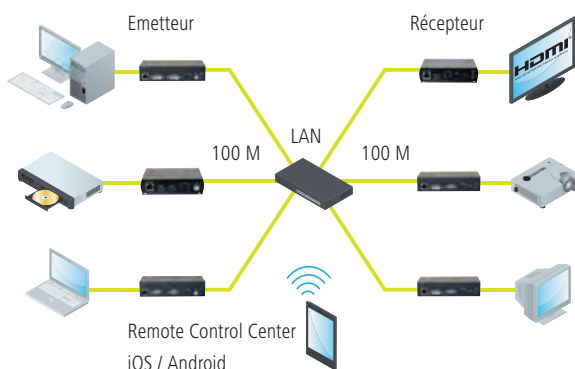 Emetteur
Récepteur
HDMI
LAN
100 M
100 M
Remote Control Center
iOS / Android